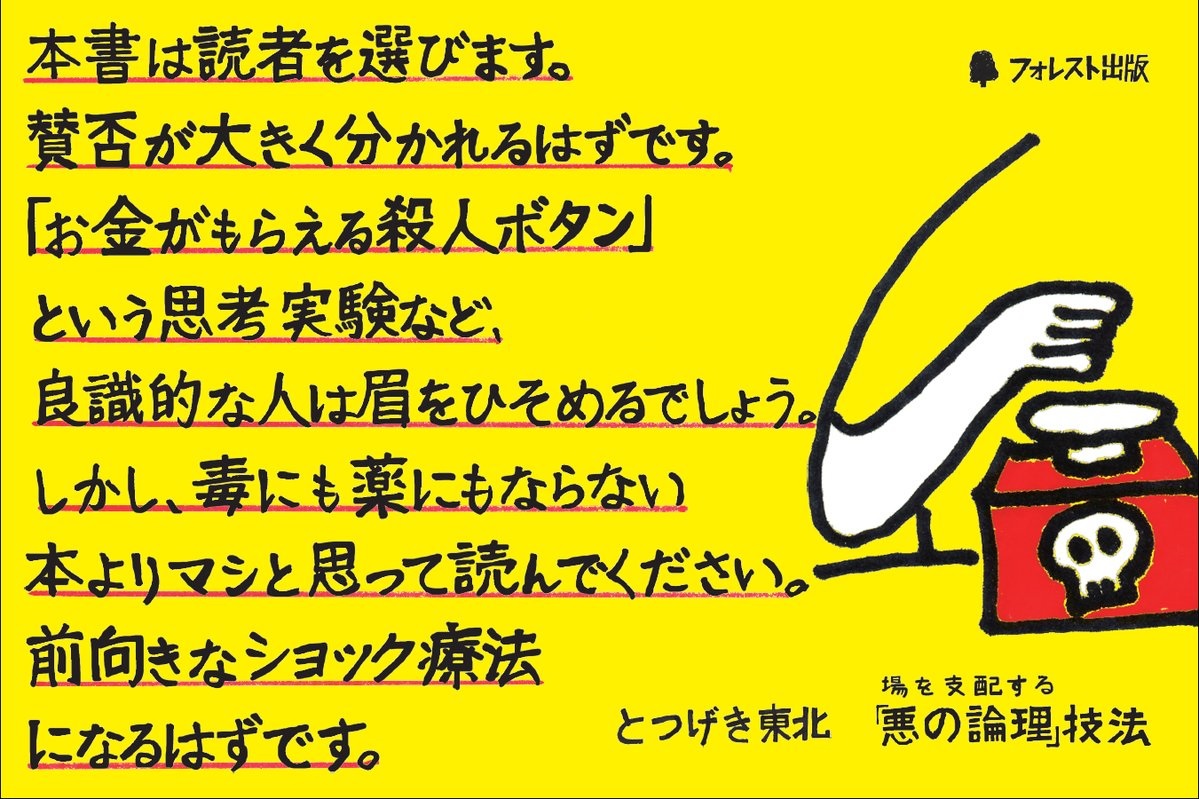 本書は読者を選びます。
賛否が大きく分かれるはずです。
「お金がもらえる殺人ボタン」
という思考実験など、
良識的な人は眉をひそめるでしょう。
しかし、毒にも薬にもならない
本よりマシと思って読んでください。
前向きなショック療法
になるはずです。
フォレスト出版
とつげき東北
場を支配する
「悪の論理」技法